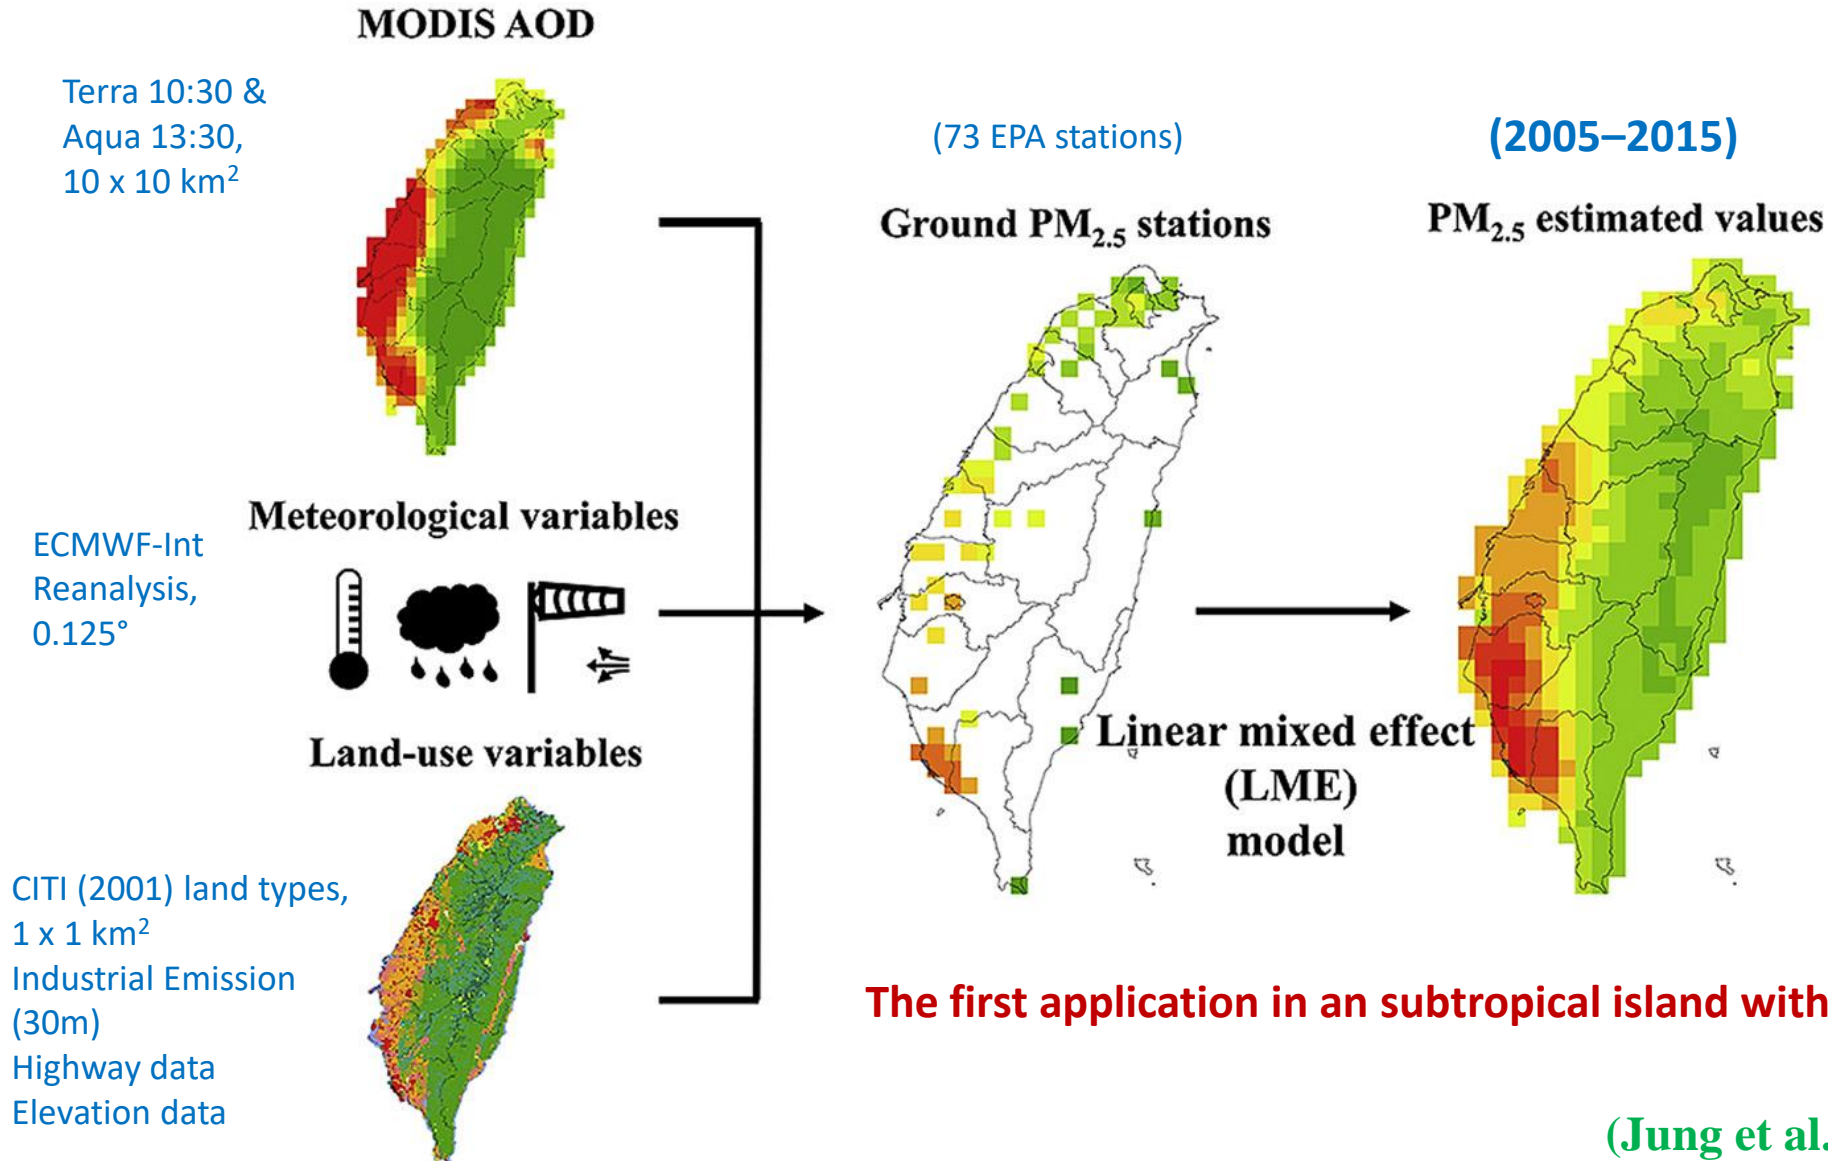 MODIS AOD
Terra 10:30 &
Aqua 13:30,
10 x 10 km²
Meteorological variables
ECMWF-Int
Reanalysis,
0.125°
Land-use variables
CITI (2001) land types,
1 x 1 km²
Industrial Emission
(30m)
Highway data
Elevation data
(73 EPA stations)
Ground PM₂.₅ stations
Linear mixed effect
(LME)
model
(2005–2015)
PM₂.₅ estimated values
The first application in an subtropical island with
(Jung et al.